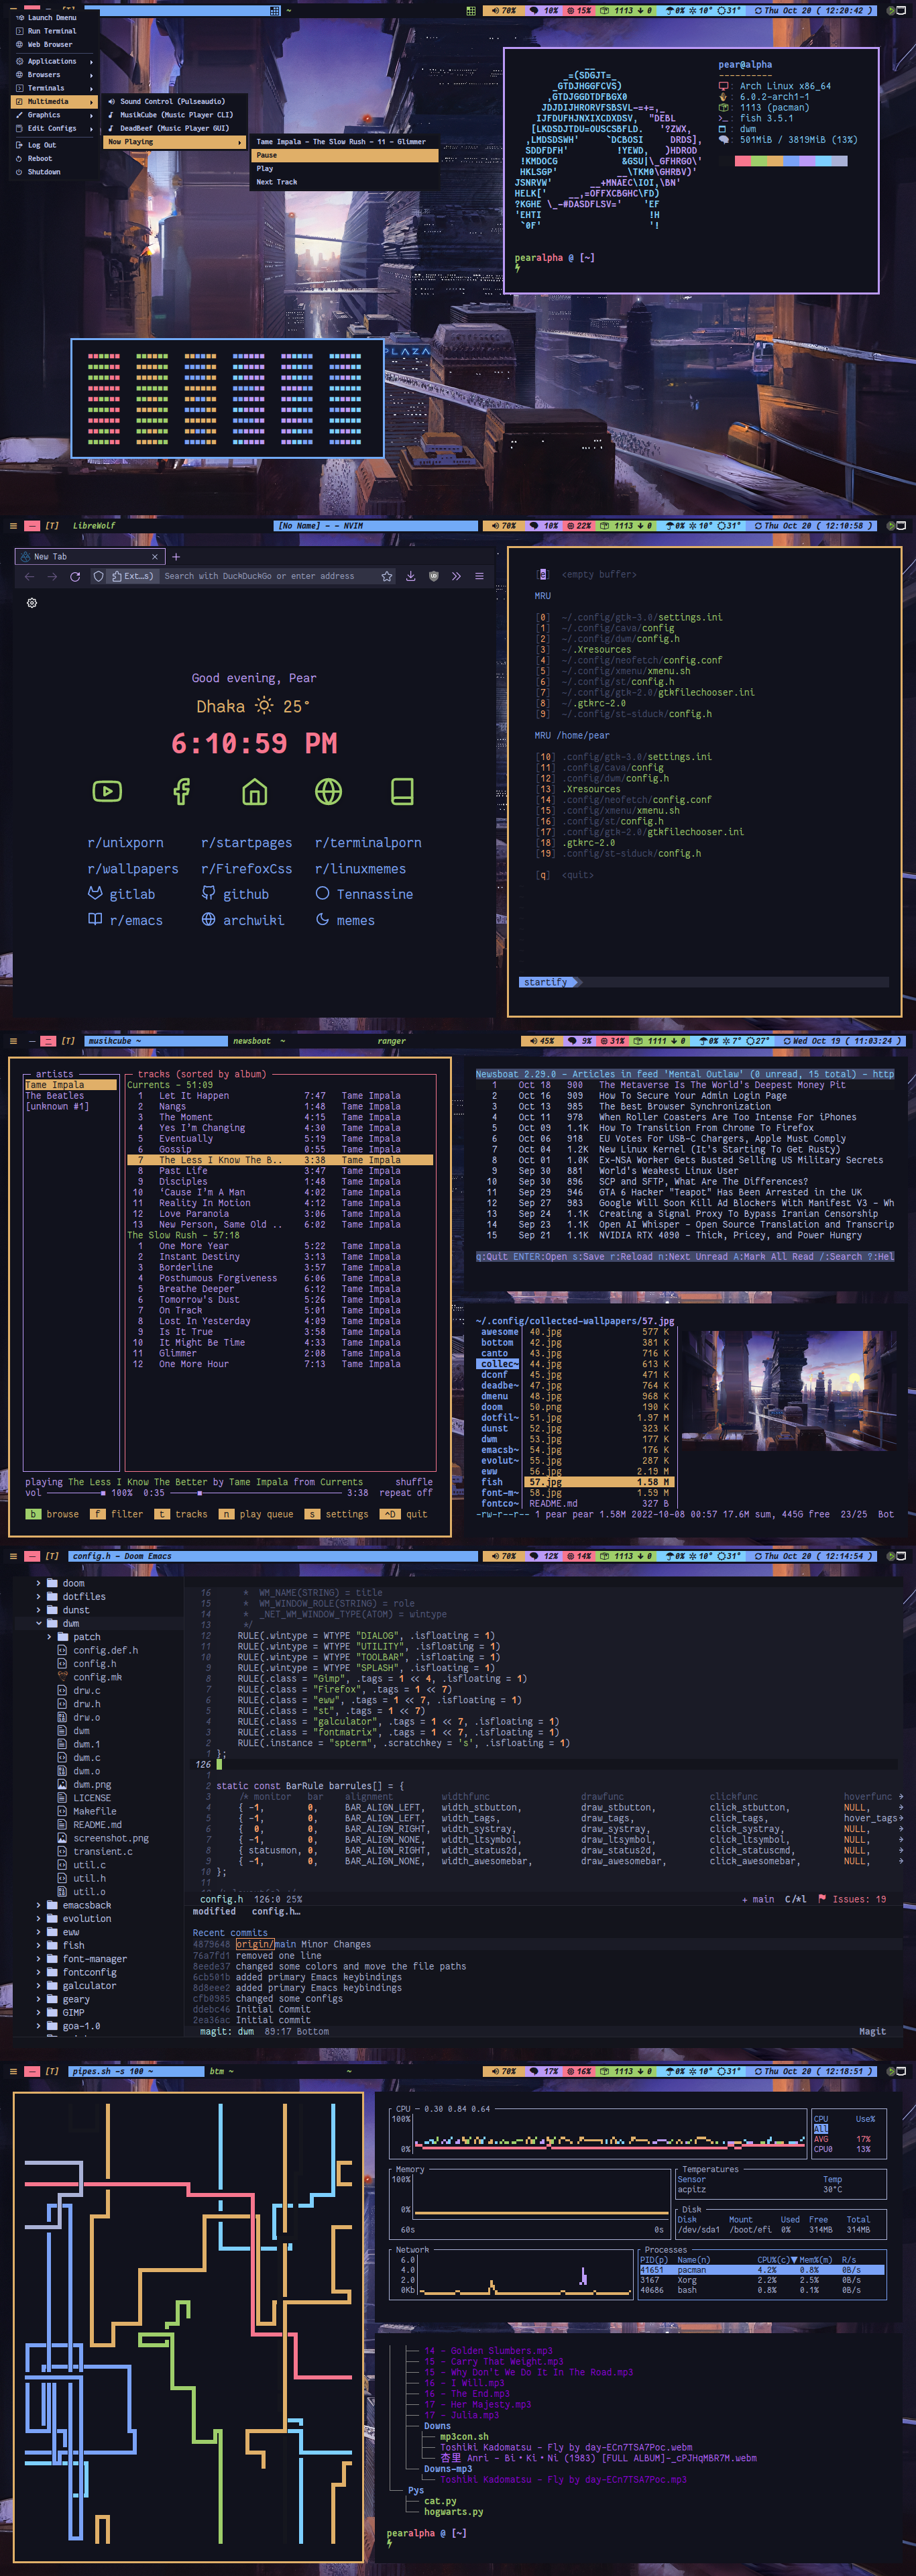 ~ 70% 10% 15% 1113 0 0% 10° 31° Thu Oct 20 ( 12:20:42 )
Launch Dmenu
Run Terminal
Web Browser
Applications
Browsers
Terminals
Multimedia
Graphics
Edit Configs
Log Out
Reboot
Shutdown
Sound Control (Pulseaudio)
MusikCube (Music Player CLI)
DeadBeef (Music Player GUI)
Now Playing
Tame Impala - The Slow Rush - 11 - Glimmer
Pause
Play
Next Track
pear@alpha
----------
: Arch Linux x86_64
: 6.0.2-arch1-1
: 1113 (pacman)
: fish 3.5.1
: dwm
: 501MiB / 3819MiB (13%)
pearalpha @ [~]
PLAZA
[T] LibreWolf [No Name] - - NVIM 70% 10% 22% 1113 0 0% 10° 31° Thu Oct 20 ( 12:10:58 )
New Tab
Ext…s) Search with DuckDuckGo or enter address
Good evening, Pear
Dhaka 25°
6:10:59 PM
r/unixporn r/startpages r/terminalporn
r/wallpapers r/FirefoxCss r/linuxmemes
gitlab github Tennassine
r/emacs archwiki memes
[e] <empty buffer>
MRU
[0] ~/.config/gtk-3.0/settings.ini
[1] ~/.config/cava/config
[2] ~/.config/dwm/config.h
[3] ~/.Xresources
[4] ~/.config/neofetch/config.conf
[5] ~/.config/xmenu/xmenu.sh
[6] ~/.config/st/config.h
[7] ~/.config/gtk-2.0/gtkfilechooser.ini
[8] ~/.gtkrc-2.0
[9] ~/.config/st-siduck/config.h
MRU /home/pear
[10] .config/gtk-3.0/settings.ini
[11] .config/cava/config
[12] .config/dwm/config.h
[13] .Xresources
[14] .config/neofetch/config.conf
[15] .config/xmenu/xmenu.sh
[16] .config/st/config.h
[17] .config/gtk-2.0/gtkfilechooser.ini
[18] .gtkrc-2.0
[19] .config/st-siduck/config.h
[q] <quit>
startify
[T] musikcube ~ newsboat ~ ranger 45% 9% 31% 1111 0 0% 7° 27° Wed Oct 19 ( 11:03:24 )
artists
Tame Impala
The Beatles
[unknown #1]
tracks (sorted by album)
Currents - 51:09
1 Let It Happen 7:47 Tame Impala
2 Nangs 1:48 Tame Impala
3 The Moment 4:15 Tame Impala
4 Yes I'm Changing 4:30 Tame Impala
5 Eventually 5:19 Tame Impala
6 Gossip 0:55 Tame Impala
7 The Less I Know The B.. 3:38 Tame Impala
8 Past Life 3:47 Tame Impala
9 Disciples 1:48 Tame Impala
10 'Cause I'm A Man 4:02 Tame Impala
11 Reality In Motion 4:12 Tame Impala
12 Love Paranoia 3:06 Tame Impala
13 New Person, Same Old .. 6:02 Tame Impala
The Slow Rush - 57:18
1 One More Year 5:22 Tame Impala
2 Instant Destiny 3:13 Tame Impala
3 Borderline 3:57 Tame Impala
4 Posthumous Forgiveness 6:06 Tame Impala
5 Breathe Deeper 6:12 Tame Impala
6 Tomorrow's Dust 5:26 Tame Impala
7 On Track 5:01 Tame Impala
8 Lost In Yesterday 4:09 Tame Impala
9 Is It True 3:58 Tame Impala
10 It Might Be Time 4:33 Tame Impala
11 Glimmer 2:08 Tame Impala
12 One More Hour 7:13 Tame Impala
playing The Less I Know The Better by Tame Impala from Currents shuffle
vol 100% 0:35 3:38 repeat off
b browse f filter t tracks n play queue s settings ^D quit
Newsboat 2.29.0 - Articles in feed 'Mental Outlaw' (0 unread, 15 total) - http
1 Oct 18 900 The Metaverse Is The World's Deepest Money Pit
2 Oct 16 909 How To Secure Your Admin Login Page
3 Oct 13 985 The Best Browser Synchronization
4 Oct 11 978 When Roller Coasters Are Too Intense For iPhones
5 Oct 09 1.1K How To Transition From Chrome To Firefox
6 Oct 06 918 EU Votes For USB-C Chargers, Apple Must Comply
7 Oct 04 1.2K New Linux Kernel (It's Starting To Get Rusty)
8 Oct 01 1.0K Ex-NSA Worker Gets Busted Selling US Military Secrets
9 Sep 30 881 World's Weakest Linux User
10 Sep 30 896 SCP and SFTP, What Are The Differences?
11 Sep 29 946 GTA 6 Hacker "Teapot" Has Been Arrested in the UK
12 Sep 27 983 Google Will Soon Kill Ad Blockers With Manifest V3 - Wh
13 Sep 24 1.1K Creating a Signal Proxy To Bypass Iranian Censorship
14 Sep 23 1.1K Open AI Whisper - Open Source Translation and Transcrip
15 Sep 21 1.1K NVIDIA RTX 4090 - Thick, Pricey, and Power Hungry
q:Quit ENTER:Open s:Save r:Reload n:Next Unread A:Mark All Read /:Search ?:Hel
~/.config/collected-wallpapers/57.jpg
awesome 40.jpg 577 K
bottom 42.jpg 381 K
canto 43.jpg 716 K
collec~ 44.jpg 613 K
dconf 45.jpg 471 K
deadbe~ 47.jpg 764 K
dmenu 48.jpg 968 K
doom 50.png 190 K
dotfil~ 51.jpg 1.97 M
dunst 52.jpg 323 K
dwm 53.jpg 177 K
emacsb~ 54.jpg 176 K
evolut~ 55.jpg 287 K
eww 56.jpg 2.19 M
fish 57.jpg 1.58 M
font-m~ 58.jpg 1.59 M
fontco~ README.md 327 B
-rw-r--r-- 1 pear pear 1.58M 2022-10-08 00:57 17.6M sum, 445G free 23/25 Bot
[T] config.h - Doom Emacs 70% 12% 14% 1113 0 0% 10° 31° Thu Oct 20 ( 12:14:54 )
doom
dotfiles
dunst
dwm
patch
config.def.h
config.h
config.mk
drw.c
drw.h
drw.o
dwm
dwm.1
dwm.c
dwm.o
dwm.png
LICENSE
Makefile
README.md
screenshot.png
transient.c
util.c
util.h
util.o
emacsback
evolution
eww
fish
font-manager
fontconfig
galculator
geary
GIMP
goa-1.0
16 * WM_NAME(STRING) = title
15 * WM_WINDOW_ROLE(STRING) = role
14 * _NET_WM_WINDOW_TYPE(ATOM) = wintype
13 */
12 RULE(.wintype = WTYPE "DIALOG", .isfloating = 1)
11 RULE(.wintype = WTYPE "UTILITY", .isfloating = 1)
10 RULE(.wintype = WTYPE "TOOLBAR", .isfloating = 1)
9 RULE(.wintype = WTYPE "SPLASH", .isfloating = 1)
8 RULE(.class = "Gimp", .tags = 1 << 4, .isfloating = 1)
7 RULE(.class = "Firefox", .tags = 1 << 7)
6 RULE(.class = "eww", .tags = 1 << 7, .isfloating = 1)
5 RULE(.class = "st", .tags = 1 << 7)
4 RULE(.class = "galculator", .tags = 1 << 7, .isfloating = 1)
3 RULE(.class = "fontmatrix", .tags = 1 << 7, .isfloating = 1)
2 RULE(.instance = "spterm", .scratchkey = 's', .isfloating = 1)
1 };
126
1
2 static const BarRule barrules[] = {
3 /* monitor bar alignment widthfunc drawfunc clickfunc hoverfunc
4 { -1, 0, BAR_ALIGN_LEFT, width_stbutton, draw_stbutton, click_stbutton, NULL,
5 { -1, 0, BAR_ALIGN_LEFT, width_tags, draw_tags, click_tags, hover_tags
6 { 0, 0, BAR_ALIGN_RIGHT, width_systray, draw_systray, click_systray, NULL,
7 { -1, 0, BAR_ALIGN_NONE, width_ltsymbol, draw_ltsymbol, click_ltsymbol, NULL,
8 { statusmon, 0, BAR_ALIGN_RIGHT, width_status2d, draw_status2d, click_statuscmd, NULL,
9 { -1, 0, BAR_ALIGN_NONE, width_awesomebar, draw_awesomebar, click_awesomebar, NULL,
10 };
11
config.h 126:0 25% + main C/*l Issues: 19
modified config.h…
Recent commits
4879648 origin/main Minor Changes
76a7fd1 removed one line
8eede37 changed some colors and move the file paths
6cb501b added primary Emacs keybindings
8d8eee2 added primary Emacs keybindings
cfb0985 changed some configs
ddebc46 Initial Commit
2ea36ac Initial commit
magit: dwm 89:17 Bottom Magit
[T] pipes.sh -s 100 ~ btm ~ ~ 70% 17% 16% 1113 0 0% 10° 31° Thu Oct 20 ( 12:18:51 )
CPU — 0.30 0.84 0.64
100%
0%
CPU Use%
All
AVG 17%
CPU0 13%
Memory
100%
0%
60s 0s
Temperatures
Sensor Temp
acpitz 30°C
Disk
Disk Mount Used Free Total
/dev/sda1 /boot/efi 0% 314MB 314MB
Network
6.0
4.0
2.0
0Kb
Processes
PID(p) Name(n) CPU%(c)▼ Mem%(m) R/s
41651 pacman 4.2% 0.8% 0B/s
3167 Xorg 2.2% 2.5% 0B/s
40686 bash 0.8% 0.1% 0B/s
14 - Golden Slumbers.mp3
15 - Carry That Weight.mp3
15 - Why Don't We Do It In The Road.mp3
16 - I Will.mp3
16 - The End.mp3
17 - Her Majesty.mp3
17 - Julia.mp3
Downs
mp3con.sh
Toshiki Kadomatsu - Fly by day-ECn7TSA7Poc.webm
杏里 Anri - Bi・Ki・Ni (1983) [FULL ALBUM]-_cPJHqMBR7M.webm
Downs-mp3
Toshiki Kadomatsu - Fly by day-ECn7TSA7Poc.mp3
Pys
cat.py
hogwarts.py
pearalpha @ [~]